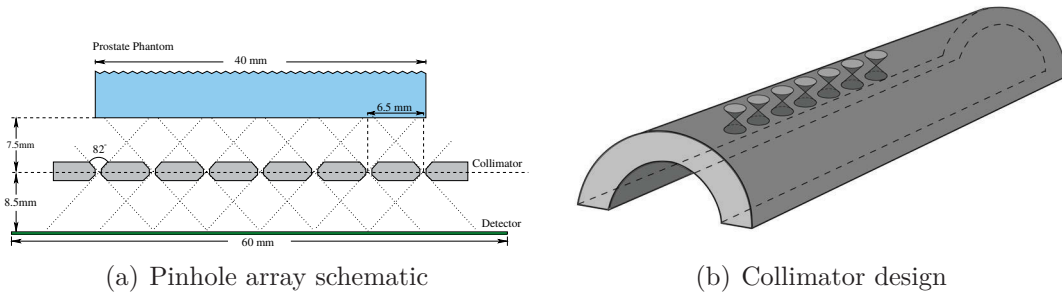 Prostate Phantom
40 mm
6.5 mm
7.5mm
82°
Collimator
8.5mm
Detector
60 mm
(a) Pinhole array schematic
(b) Collimator design